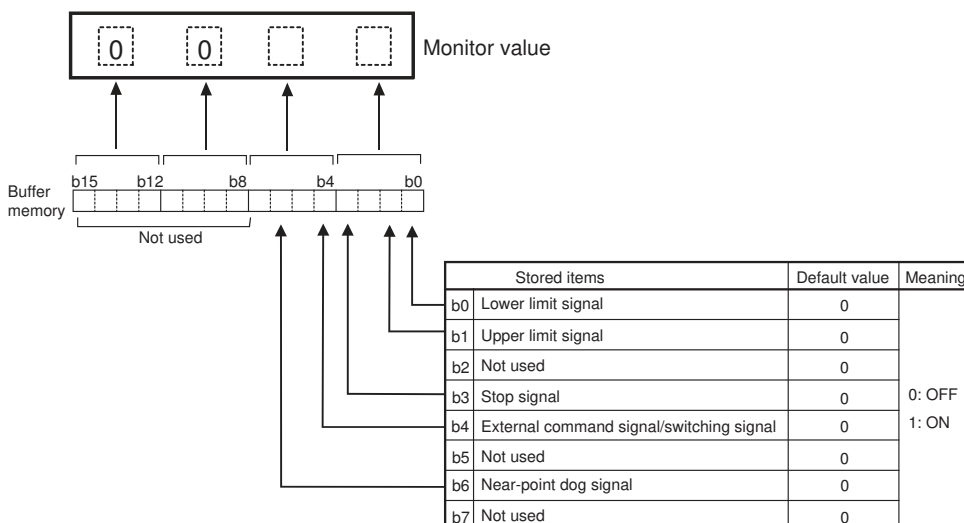 0 0 Monitor value
b15 b12 b8 b4 b0
Buffer
memory
Not used
Stored items Default value Meaning
b0 Lower limit signal 0
b1 Upper limit signal 0
b2 Not used 0
b3 Stop signal 0 0: OFF
b4 External command signal/switching signal 0 1: ON
b5 Not used 0
b6 Near-point dog signal 0
b7 Not used 0